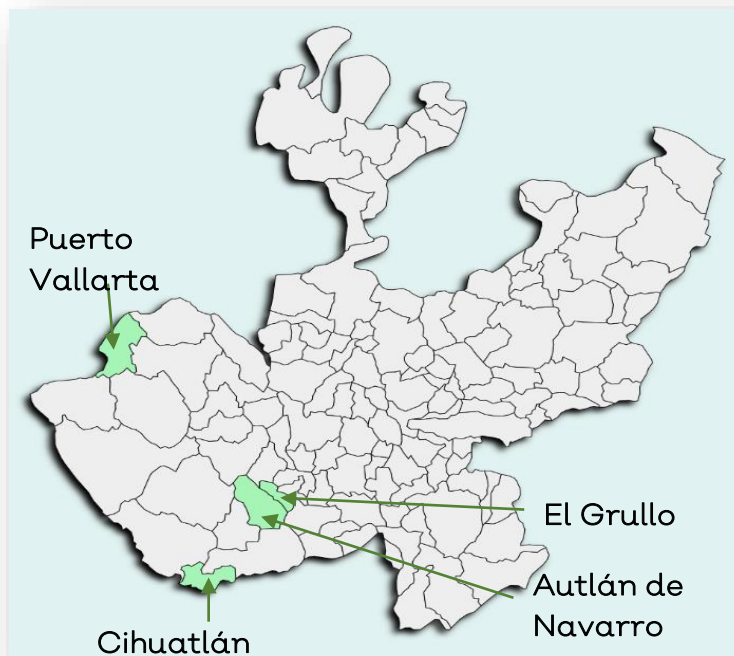 Puerto
Vallarta
El Grullo
Autlán de
Navarro
Cihuatlán